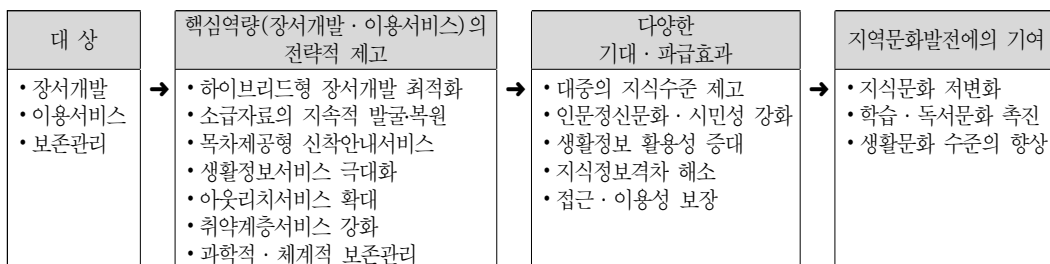 대 상
• 장서개발
• 이용서비스
• 보존관리
➜
핵심역량(장서개발 · 이용서비스)의
전략적 제고
• 하이브리드형 장서개발 최적화
• 소급자료의 지속적 발굴·복원
• 목차제공형 신착안내서비스
• 생활정보서비스 극대화
• 아웃리치서비스 확대
• 취약계층서비스 강화
• 과학적 · 체계적 보존관리
➜
다양한
기대 · 파급효과
• 대중의 지식수준 제고
• 인문정신문화 · 시민성 강화
• 생활정보 활용성 증대
• 지식정보격차 해소
• 접근 · 이용성 보장
➜
지역문화발전에의 기여
• 지식문화 저변화
• 학습 · 독서문화 촉진
• 생활문화 수준의 향상